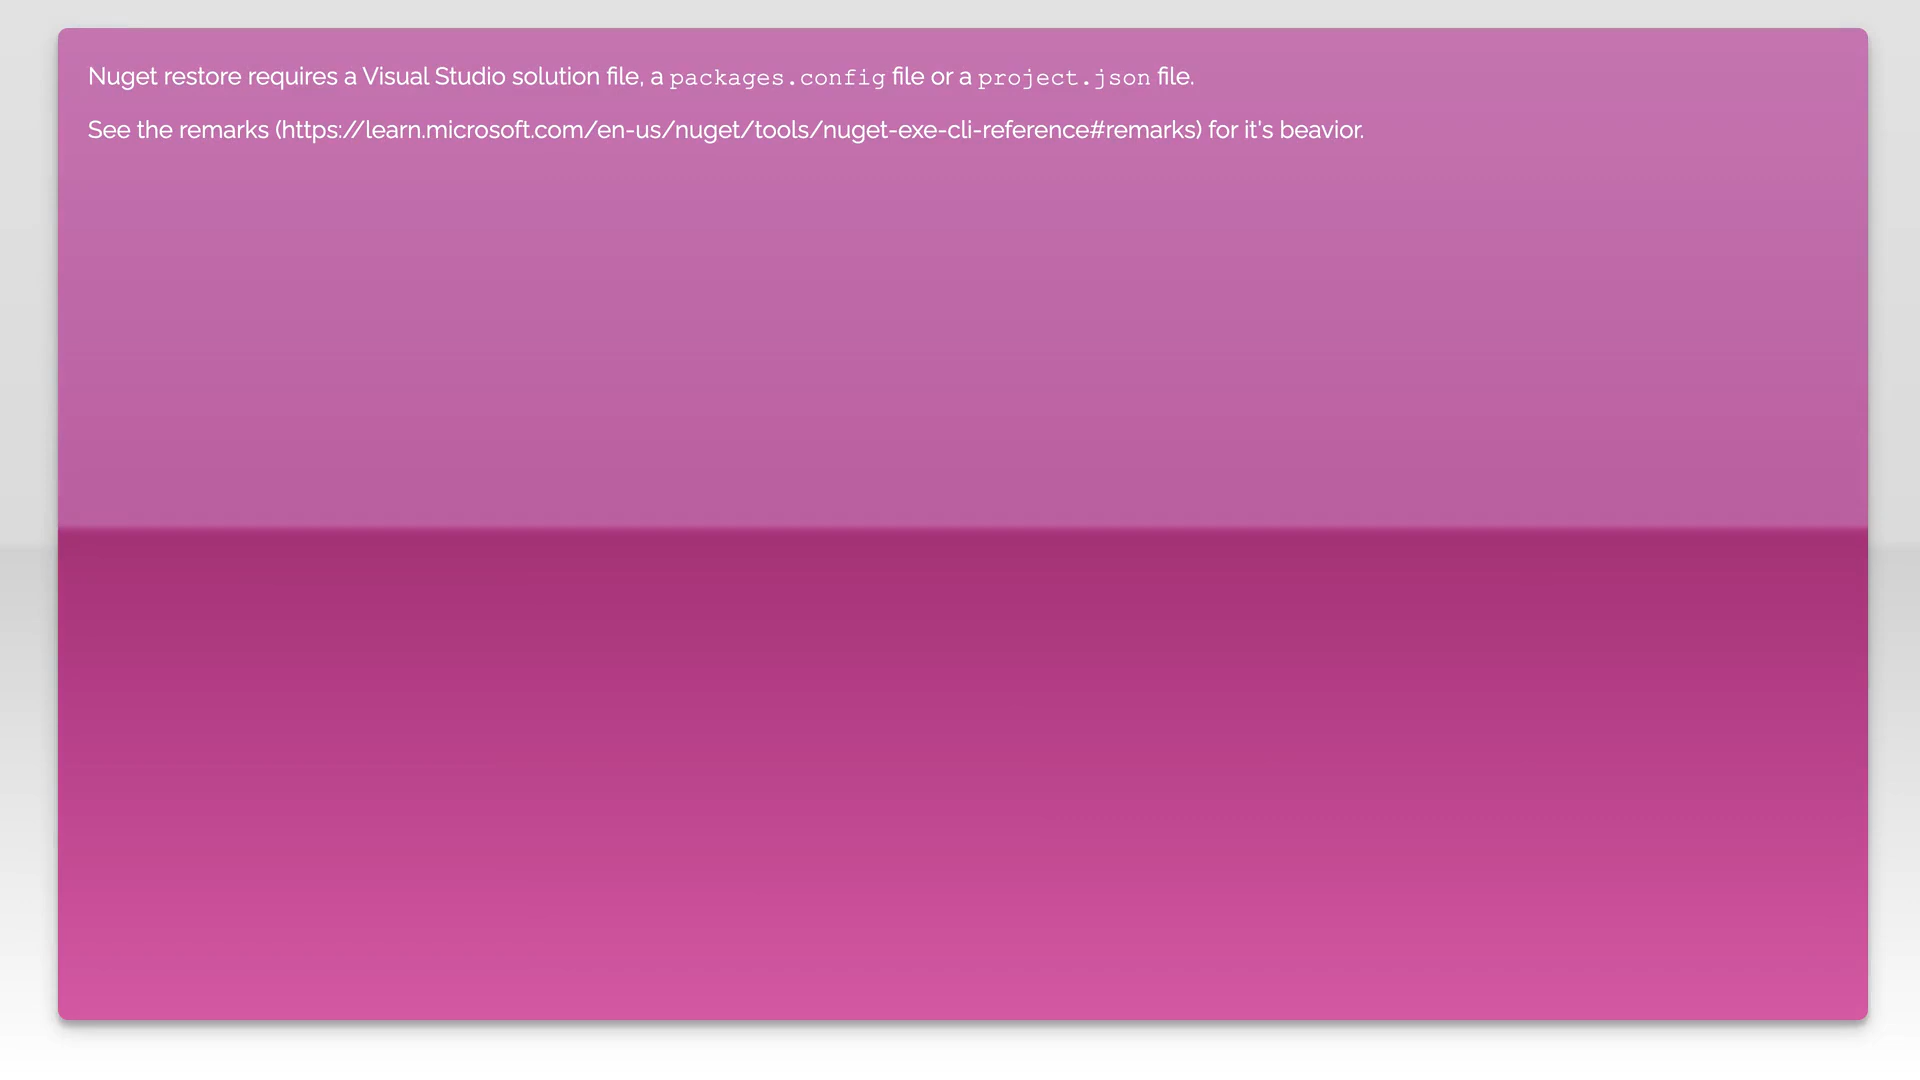 Nuget restore requires a Visual Studio solution file, a packages.config file or a project.json file.
See the remarks (https://learn.microsoft.com/en-us/nuget/tools/nuget-exe-cli-reference#remarks) for it's beavior.